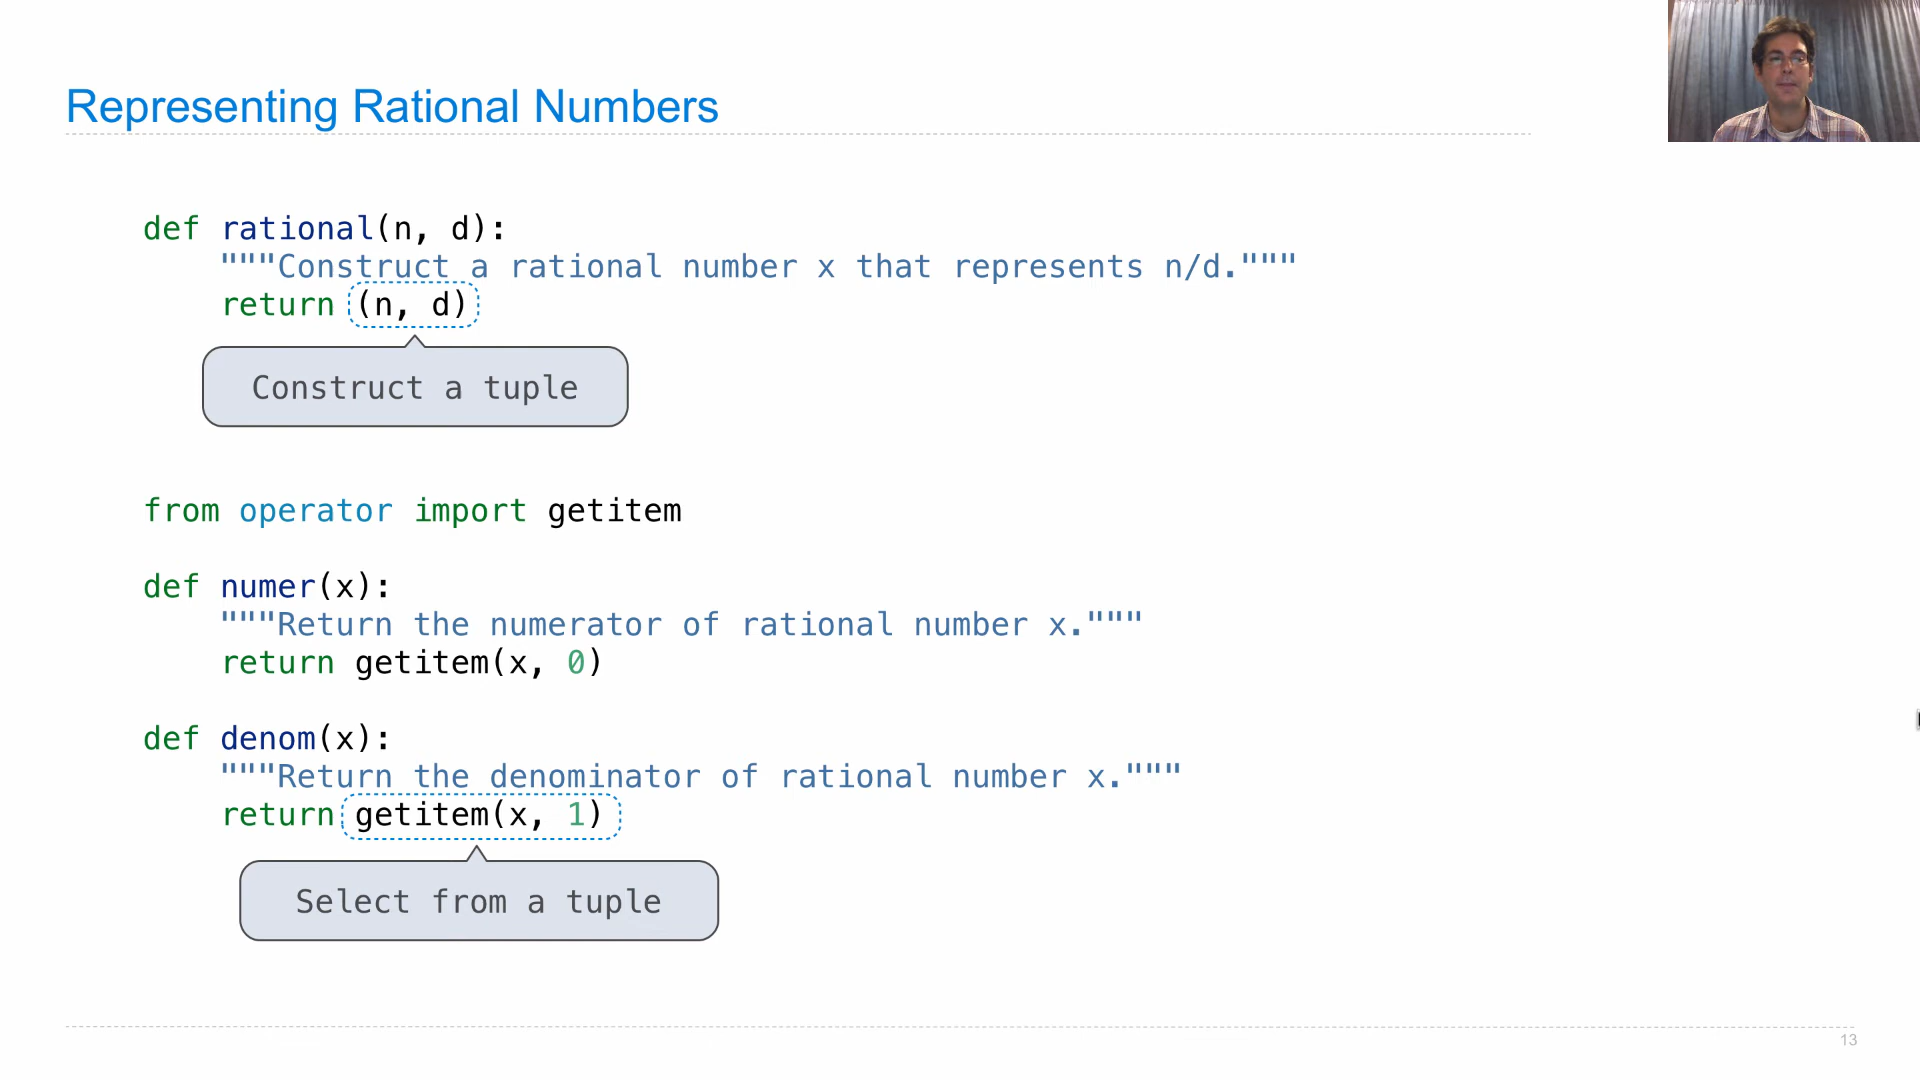 Representing Rational Numbers
def rational(n, d):
"""Construct a rational number x that represents n/d."""
return (n, d)
Construct a tuple
from operator import getitem
def numer(x):
"""Return the numerator of rational number x."""
return getitem(x, 0)
def denom(x):
"""Return the denominator of rational number x."""
return getitem(x, 1)
Select from a tuple
13